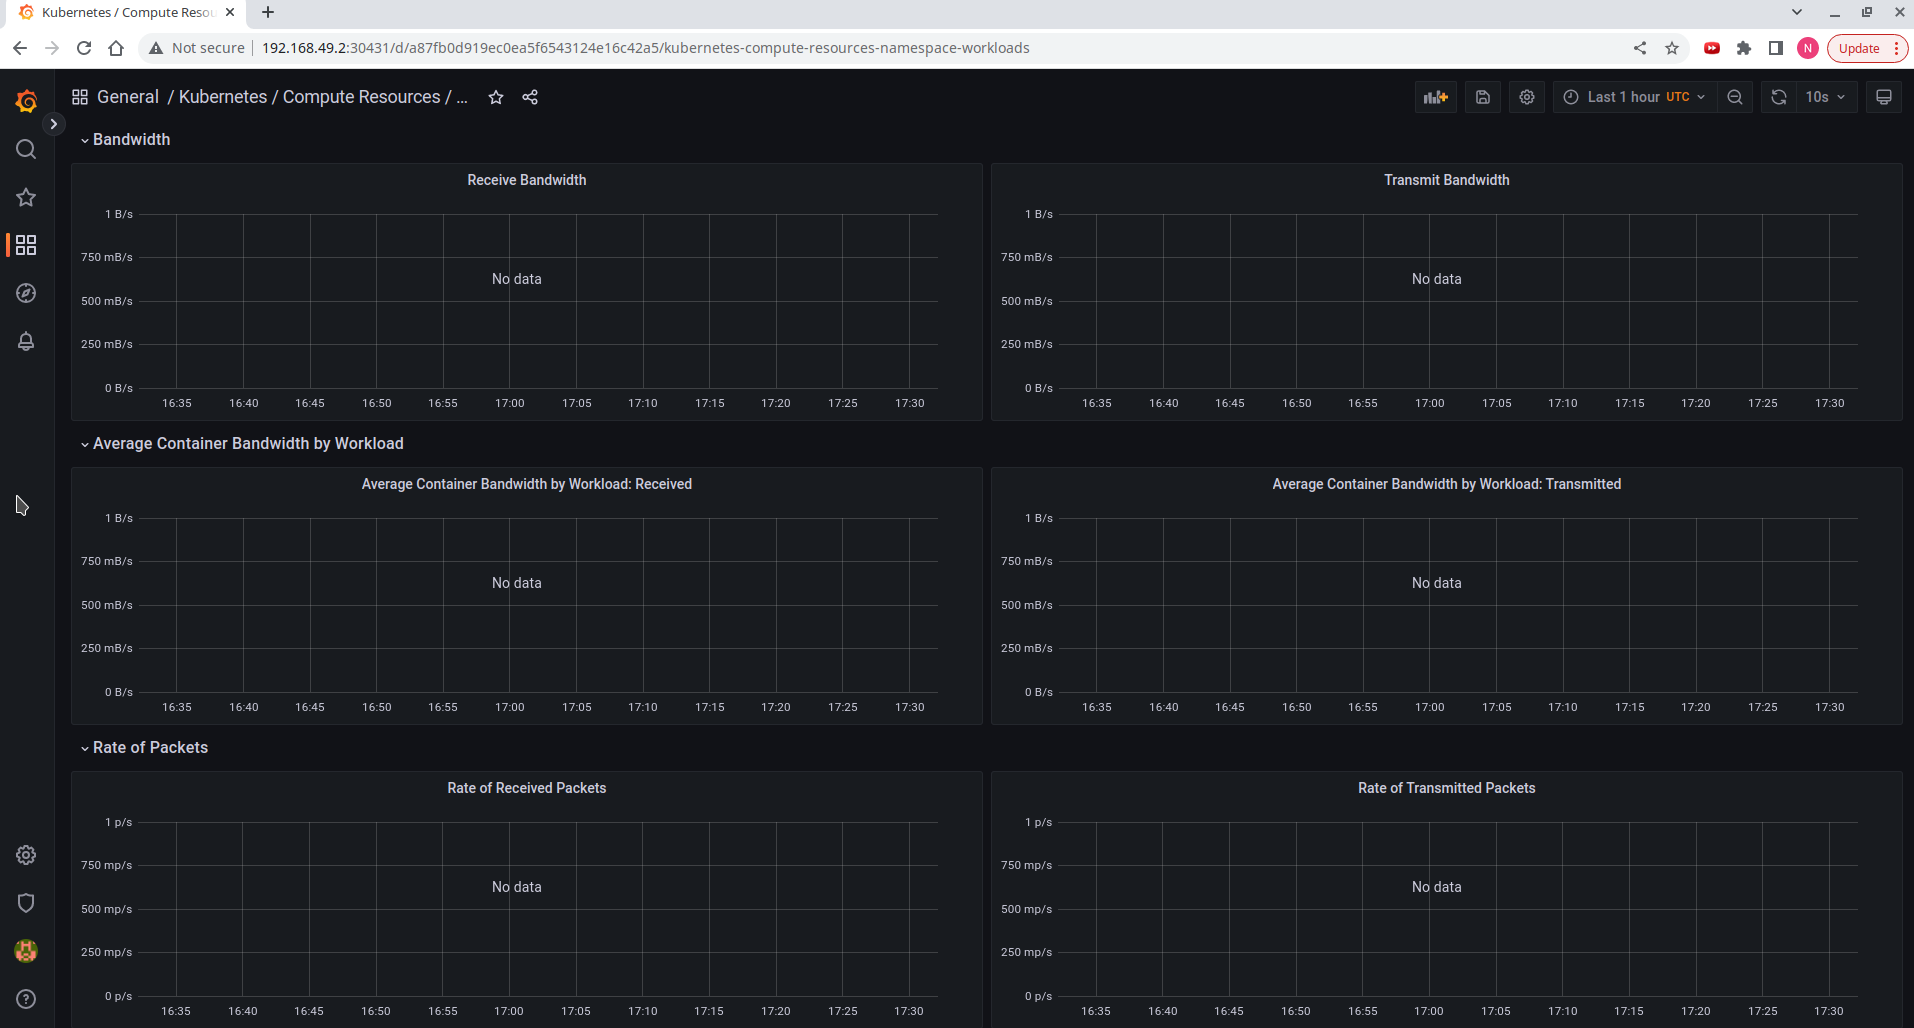 Kubernetes / Compute Resou
Not secure 192.168.49.2:30431/d/a87fb0d919ec0ea5f6543124e16c42a5/kubernetes-compute-resources-namespace-workloads N Update
General / Kubernetes / Compute Resources / ... Last 1 hour UTC 10s
Bandwidth
Receive Bandwidth
1 B/s
750 mB/s
No data
500 mB/s
250 mB/s
0 B/s
16:35 16:40 16:45 16:50 16:55 17:00 17:05 17:10 17:15 17:20 17:25 17:30
Transmit Bandwidth
1 B/s
750 mB/s
No data
500 mB/s
250 mB/s
0 B/s
16:35 16:40 16:45 16:50 16:55 17:00 17:05 17:10 17:15 17:20 17:25 17:30
Average Container Bandwidth by Workload
Average Container Bandwidth by Workload: Received
1 B/s
750 mB/s
No data
500 mB/s
250 mB/s
0 B/s
16:35 16:40 16:45 16:50 16:55 17:00 17:05 17:10 17:15 17:20 17:25 17:30
Average Container Bandwidth by Workload: Transmitted
1 B/s
750 mB/s
No data
500 mB/s
250 mB/s
0 B/s
16:35 16:40 16:45 16:50 16:55 17:00 17:05 17:10 17:15 17:20 17:25 17:30
Rate of Packets
Rate of Received Packets
1 p/s
750 mp/s
No data
500 mp/s
250 mp/s
0 p/s
16:35 16:40 16:45 16:50 16:55 17:00 17:05 17:10 17:15 17:20 17:25 17:30
Rate of Transmitted Packets
1 p/s
750 mp/s
No data
500 mp/s
250 mp/s
0 p/s
16:35 16:40 16:45 16:50 16:55 17:00 17:05 17:10 17:15 17:20 17:25 17:30